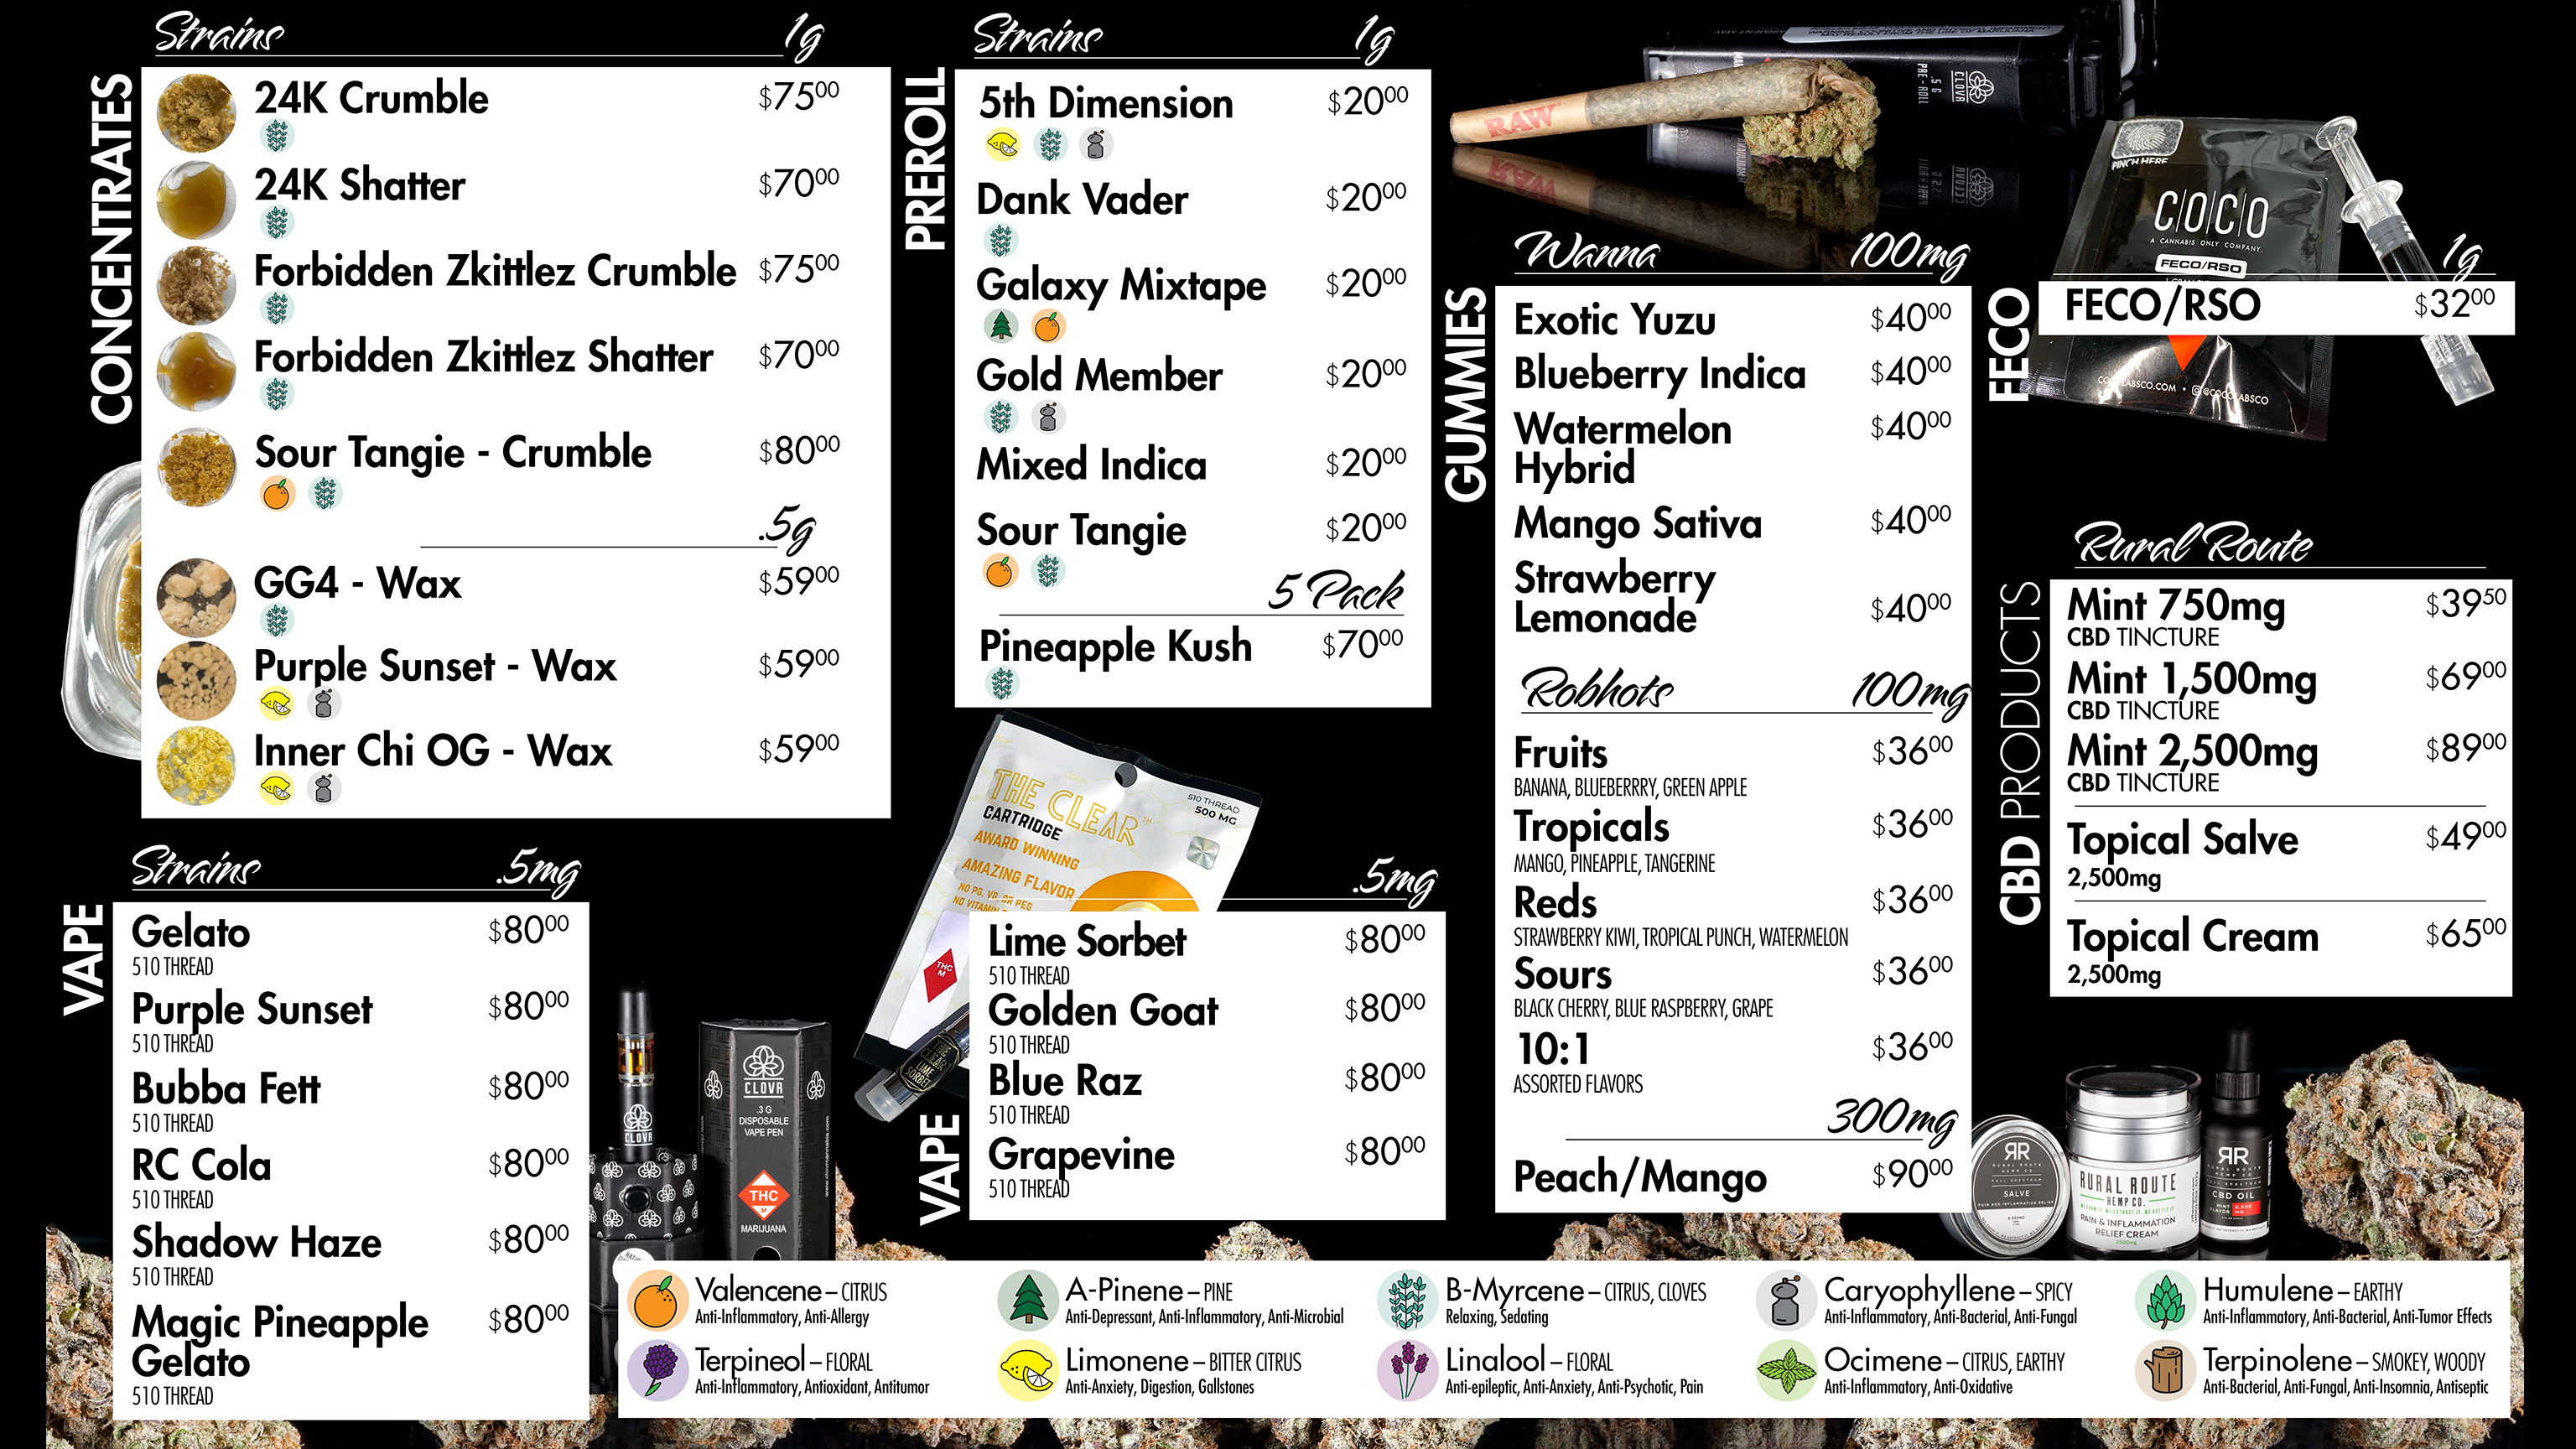 CONCENTRATES
Strains 1g
24K Crumble $75.00
24K Shatter $70.00
Forbidden Zkittlez Crumble $75.00
Forbidden Zkittlez Shatter $70.00
Sour Tangie - Crumble $80.00
.5g
GG4 - Wax $59.00
Purple Sunset - Wax $59.00
Inner Chi OG - Wax $59.00
VAPE
Strains .5mg
Gelato $80.00
510 THREAD
Purple Sunset $80.00
510 THREAD
Bubba Fett $80.00
510 THREAD
RC Cola $80.00
510 THREAD
Shadow Haze $80.00
510 THREAD
Magic Pineapple
Gelato $80.00
510 THREAD
CLOVR
CLOVR
.3 G
DISPOSABLE
VAPE PEN
THC
M
MARIJUANA
PREROLL
Strains 1g
5th Dimension $20.00
Dank Vader $20.00
Galaxy Mixtape $20.00
Gold Member $20.00
Mixed Indica $20.00
Sour Tangie $20.00
5 Pack
Pineapple Kush $70.00
THE CLEAR™
CARTRIDGE
AWARD WINNING
AMAZING FLAVOR
NO PG, VG, OR PEG
510 THREAD
500 MG
THC
M
THE
CLEAR
LIME
SORBET
VAPE
.5mg
Lime Sorbet $80.00
510 THREAD
Golden Goat $80.00
510 THREAD
Blue Raz $80.00
510 THREAD
Grapevine $80.00
510 THREAD
RAW
CLOVR
.5 G
PRE - ROLL
GUMMIES
Wanna 100mg
Exotic Yuzu $40.00
Blueberry Indica $40.00
Watermelon $40.00
Hybrid
Mango Sativa $40.00
Strawberry
Lemonade $40.00
Robhots 100mg
Fruits $36.00
BANANA, BLUEBERRRY, GREEN APPLE
Tropicals $36.00
MANGO, PINEAPPLE, TANGERINE
Reds $36.00
STRAWBERRY KIWI, TROPICAL PUNCH, WATERMELON
Sours $36.00
BLACK CHERRY, BLUE RASPBERRY, GRAPE
10:1 $36.00
ASSORTED FLAVORS
300mg
Peach/Mango $90.00
PINCH HERE
C|O|C|O
A CANNABIS ONLY COMPANY.
FECO/RSO
FECO
1g
FECO/RSO $32.00
CBD PRODUCTS
Rural Route
Mint 750mg $39.50
CBD TINCTURE
Mint 1,500mg $69.00
CBD TINCTURE
Mint 2,500mg $89.00
CBD TINCTURE
Topical Salve $49.00
2,500mg
Topical Cream $65.00
2,500mg
RR
SALVE
RURAL ROUTE
HEMP CO.
PAIN & INFLAMMATION
RELIEF CREAM
RR
CBD OIL
Valencene – CITRUS
Anti-Inflammatory, Anti-Allergy
A-Pinene – PINE
Anti-Depressant, Anti-Inflammatory, Anti-Microbial
B-Myrcene – CITRUS, CLOVES
Relaxing, Sedating
Caryophyllene – SPICY
Anti-Inflammatory, Anti-Bacterial, Anti-Fungal
Humulene – EARTHY
Anti-Inflammatory, Anti-Bacterial, Anti-Tumor Effects
Terpineol – FLORAL
Anti-Inflammatory, Antioxidant, Antitumor
Limonene – BITTER CITRUS
Anti-Anxiety, Digestion, Gallstones
Linalool – FLORAL
Anti-epileptic, Anti-Anxiety, Anti-Psychotic, Pain
Ocimene – CITRUS, EARTHY
Anti-Inflammatory, Anti-Oxidative
Terpinolene – SMOKEY, WOODY
Anti-Bacterial, Anti-Fungal, Anti-Insomnia, Antiseptic